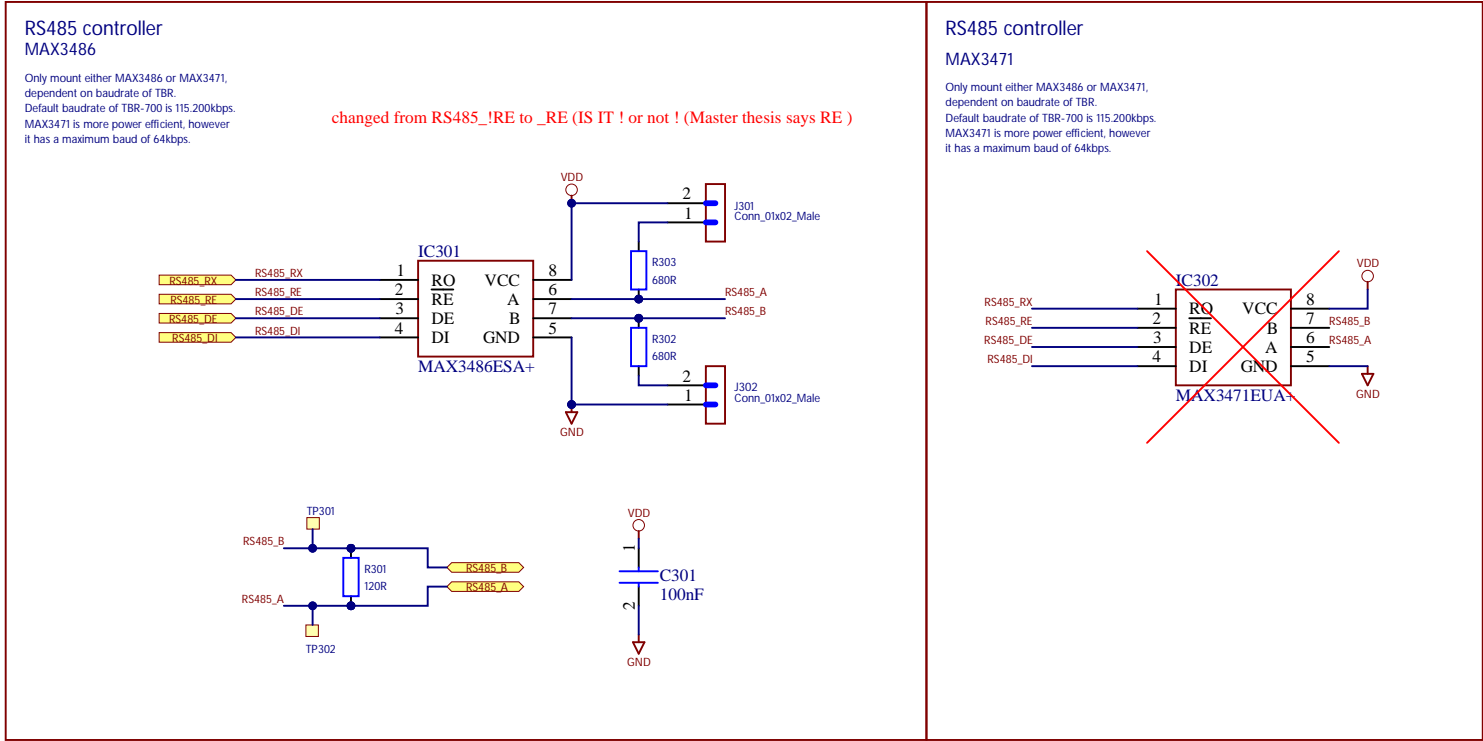 RS485 controller
MAX3486
Only mount either MAX3486 or MAX3471,
dependent on baudrate of TBR.
Default baudrate of TBR-700 is 115.200kbps.
MAX3471 is more power efficient, however
it has a maximum baud of 64kbps.
changed from RS485_!RE to _RE (IS IT ! or not ! (Master thesis says RE )
VDD
2
1
J301
Conn_01x02_Male
IC301
R303
680R
RS485_RX RS485_RX 1 RO VCC 8
RS485_RE RS485_RE 2 RE A 6 RS485_A
RS485_DE RS485_DE 3 DE B 7 RS485_B
RS485_DI RS485_DI 4 DI GND 5
MAX3486ESA+
R302
680R
2
1
J302
Conn_01x02_Male
GND
TP301
RS485_B
R301
120R
RS485_B
RS485_A
RS485_A
TP302
VDD
1
C301
100nF
2
GND
RS485 controller
MAX3471
Only mount either MAX3486 or MAX3471,
dependent on baudrate of TBR.
Default baudrate of TBR-700 is 115.200kbps.
MAX3471 is more power efficient, however
it has a maximum baud of 64kbps.
VDD
IC302
RS485_RX 1 RO VCC 8
RS485_RE 2 RE B 7 RS485_B
RS485_DE 3 DE A 6 RS485_A
RS485_DI 4 DI GND 5
MAX3471EUA+
GND